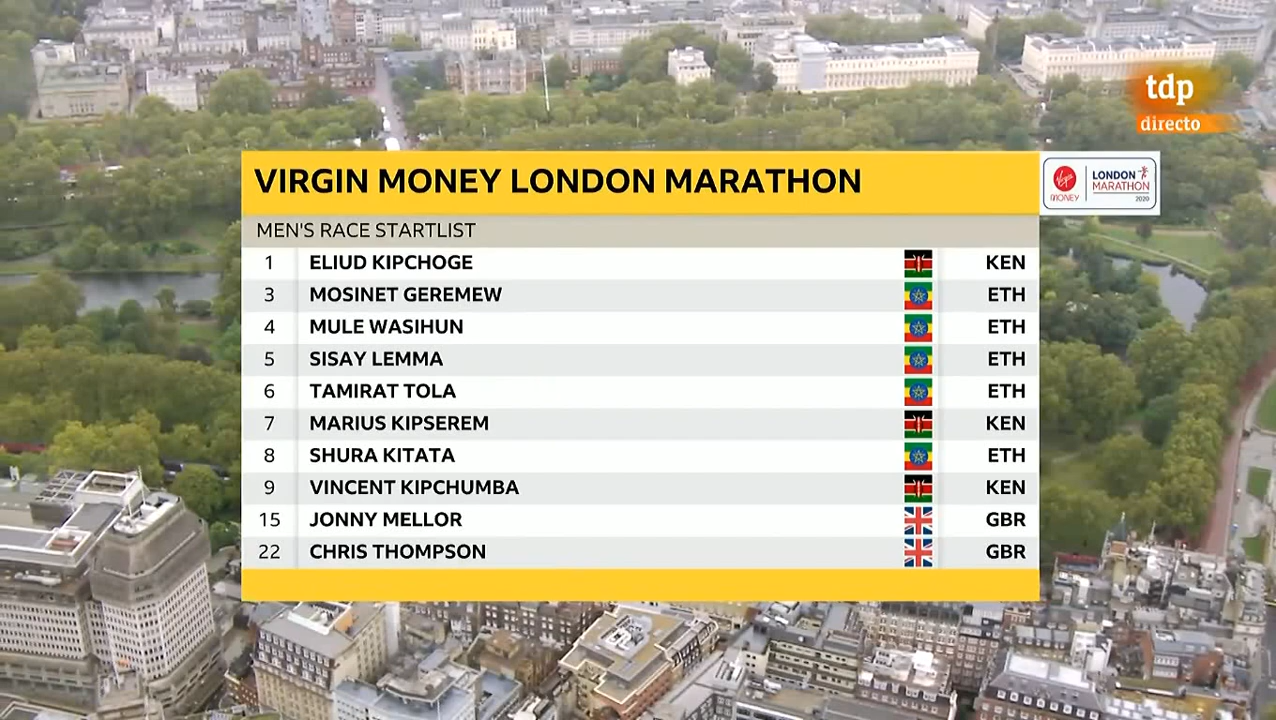 tdp
directo
VIRGIN MONEY LONDON MARATHON
Virgin MONEY LONDON MARATHON 2020
MEN'S RACE STARTLIST
1 ELIUD KIPCHOGE KEN
3 MOSINET GEREMEW ETH
4 MULE WASIHUN ETH
5 SISAY LEMMA ETH
6 TAMIRAT TOLA ETH
7 MARIUS KIPSEREM KEN
8 SHURA KITATA ETH
9 VINCENT KIPCHUMBA KEN
15 JONNY MELLOR GBR
22 CHRIS THOMPSON GBR